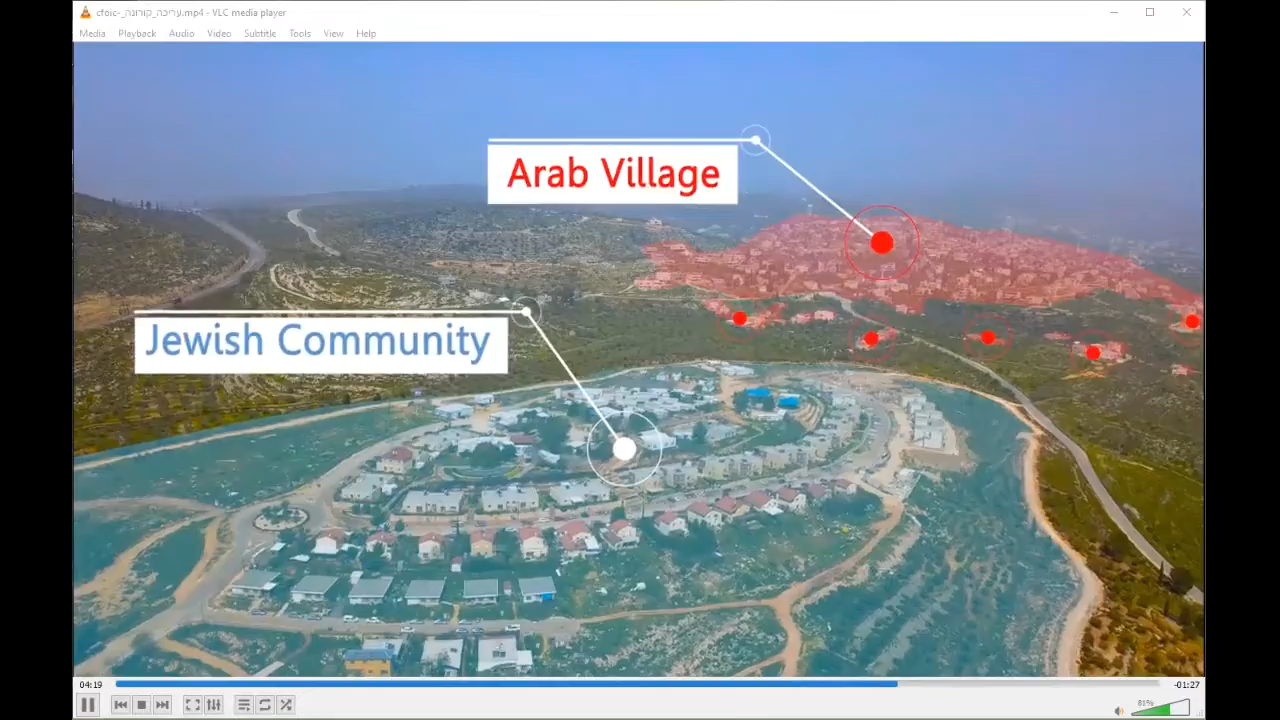 cfoic-_עריכה_קורונה.mp4 - VLC media player
Media Playback Audio Video Subtitle Tools View Help
Arab Village
Jewish Community
04:19
-01:27
81%